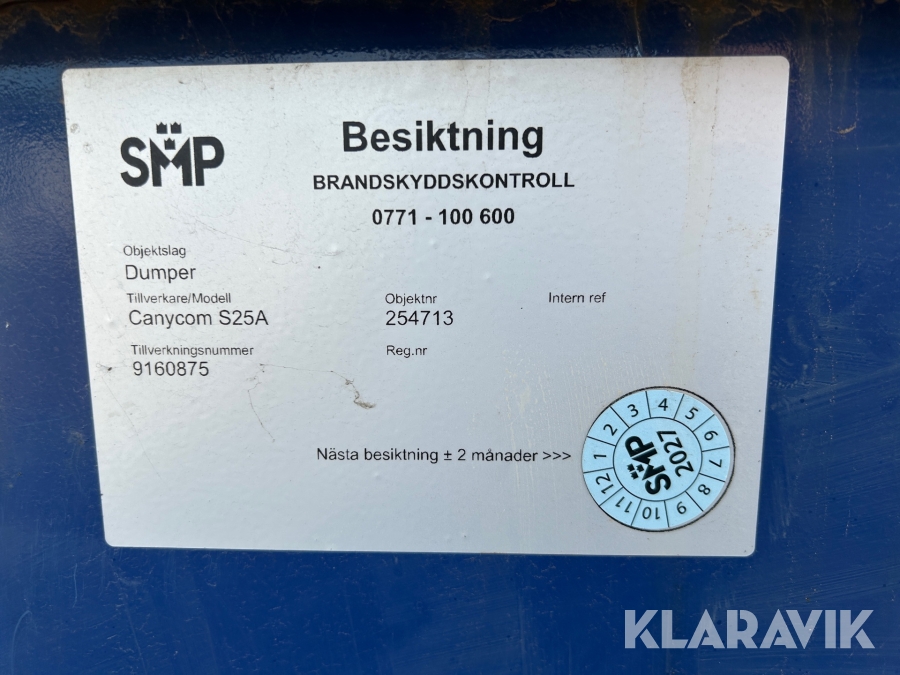 SMP
Besiktning
BRANDSKYDDSKONTROLL
0771 - 100 600
Objektslag
Dumper
Tillverkare/Modell
Canycom S25A
Objektnr
254713
Intern ref
Tillverkningsnummer
9160875
Reg.nr
Nästa besiktning ± 2 månader >>>
1 2 3 4 5 6 7 8 9 10 11 12
SMP
2027
KLARAVIK